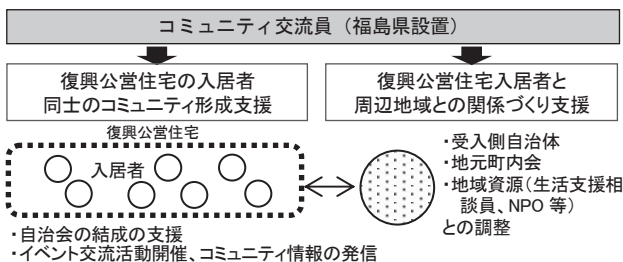 コミュニティ交流員（福島県設置）
復興公営住宅の入居者
同士のコミュニティ形成支援
復興公営住宅入居者と
周辺地域との関係づくり支援
復興公営住宅
入居者
・受入側自治体
・地元町内会
・地域資源（生活支援相
談員、NPO 等）
との調整
・自治会の結成の支援
・イベント交流活動開催、コミュニティ情報の発信